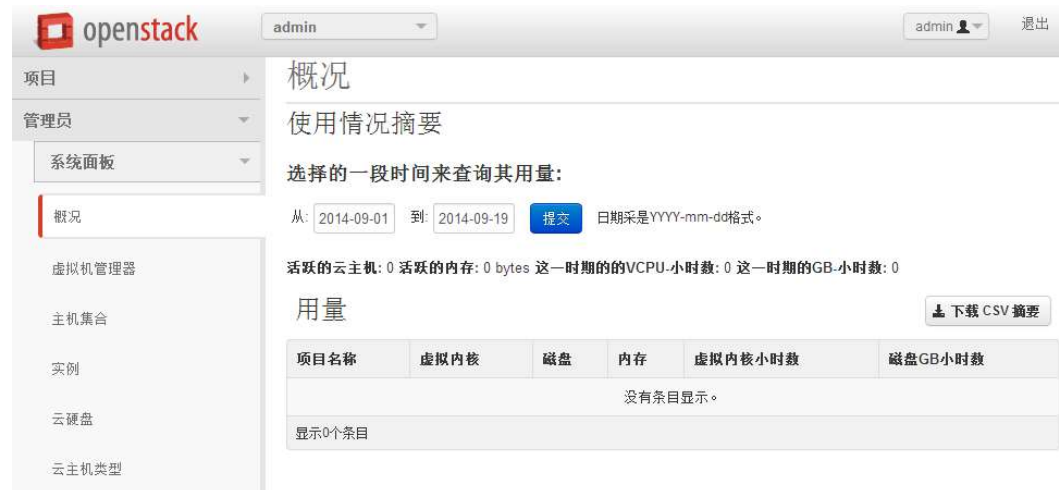 openstack
admin
admin
退出
项目
管理员
系统面板
概况
虚拟机管理器
主机集合
实例
云硬盘
云主机类型
概况
使用情况摘要
选择的一段时间来查询其用量:
从: 2014-09-01 到: 2014-09-19 提交 日期采是YYYY-mm-dd格式。
活跃的云主机: 0 活跃的内存: 0 bytes 这一时期的的VCPU-小时数: 0 这一时期的GB-小时数: 0
用量
下载 CSV 摘要
项目名称 虚拟内核 磁盘 内存 虚拟内核小时数 磁盘GB小时数
没有条目显示。
显示0个条目